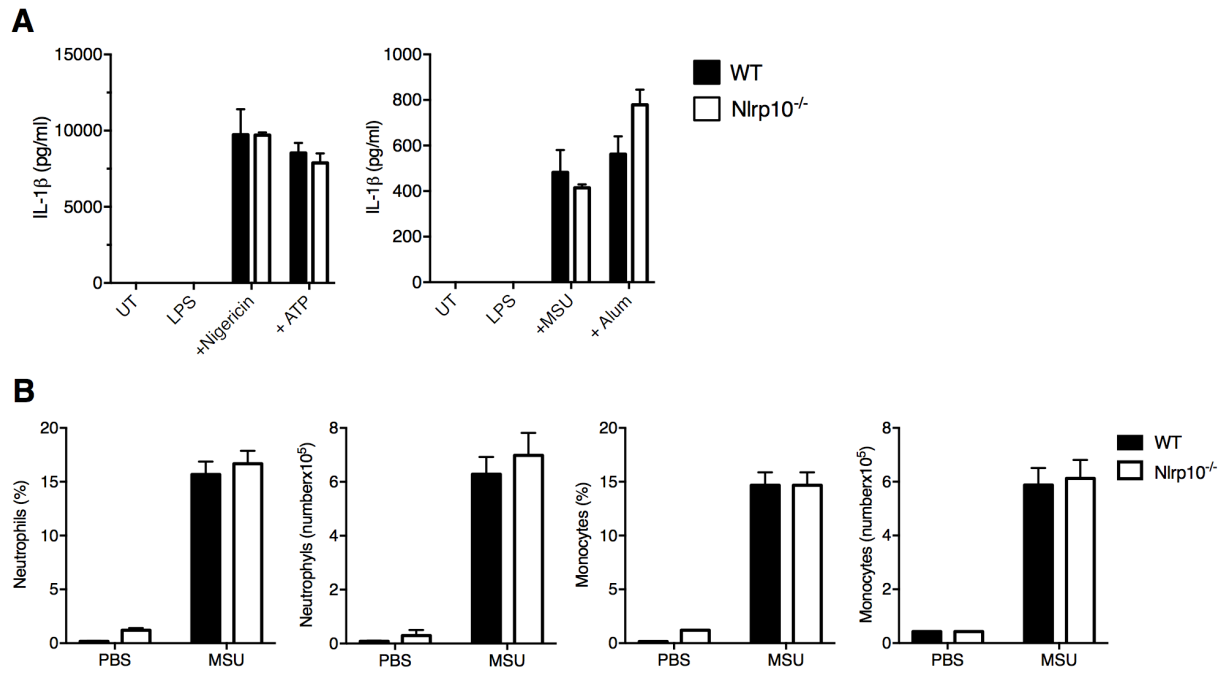 A
IL-1β (pg/ml)
15000
10000
5000
0
UT
LPS
+Nigericin
+ ATP
IL-1β (pg/ml)
1000
800
600
400
200
0
UT
LPS
+MSU
+ Alum
WT
Nlrp10-/-
B
Neutrophils (%)
20
15
10
5
0
PBS
MSU
Neutrophyls (numberx10⁵)
8
6
4
2
0
PBS
MSU
Monocytes (%)
20
15
10
5
0
PBS
MSU
Monocytes (numberx10⁵)
8
6
4
2
0
PBS
MSU
WT
Nlrp10-/-